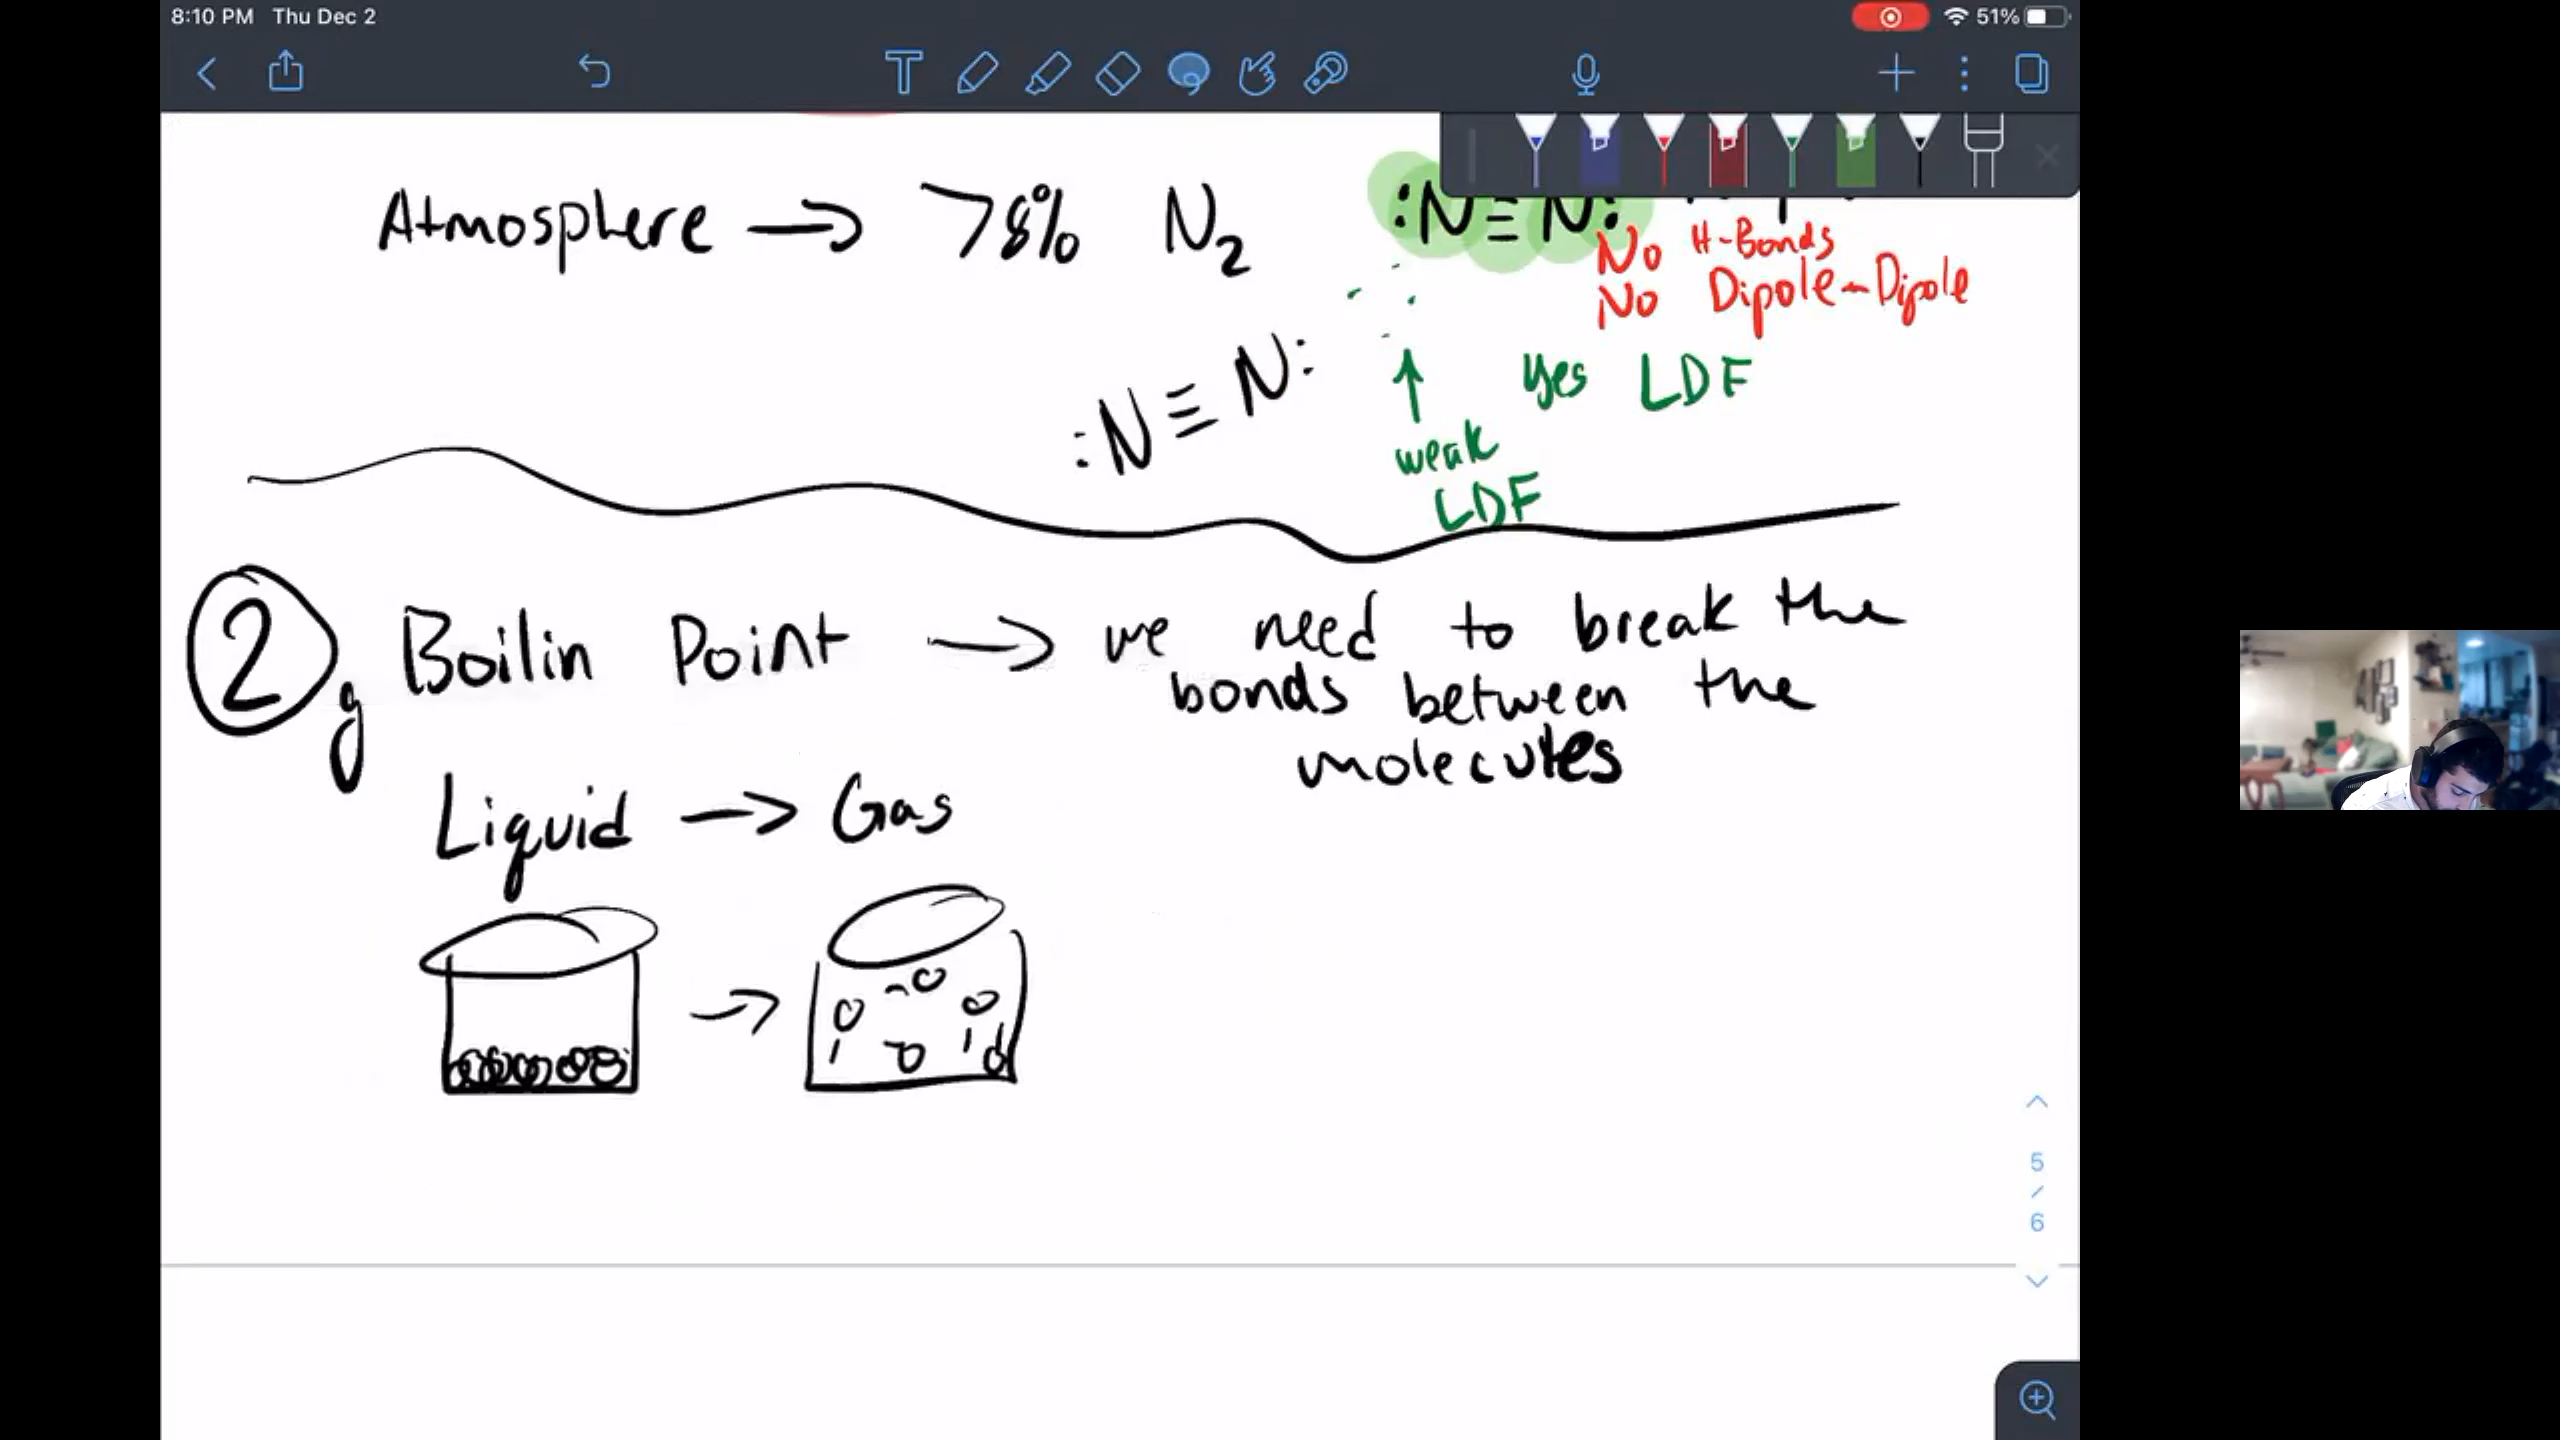 8:10 PM Thu Dec 2
51%
T
Atmosphere → 78% N₂
:N≡N:
No H-Bonds
No Dipole-Dipole
:N≡N:
Yes LDF
weak
LDF
2 g Boilin Point → we need to break the
bonds between the
molecules
Liquid → Gas
5
/
6